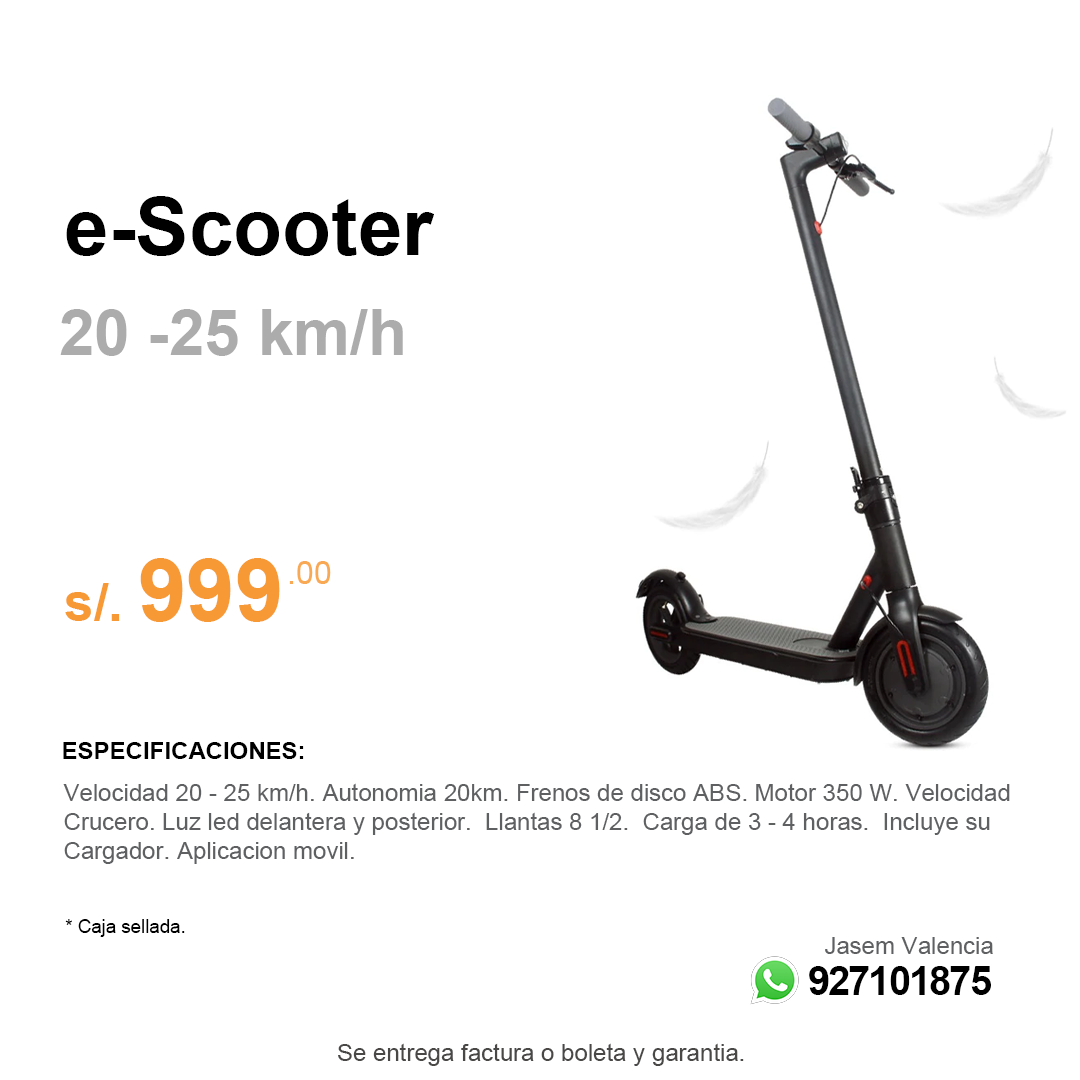 e-Scooter
20 -25 km/h
s/. 999.00
ESPECIFICACIONES:
Velocidad 20 - 25 km/h. Autonomia 20km. Frenos de disco ABS. Motor 350 W. Velocidad
Crucero. Luz led delantera y posterior.  Llantas 8 1/2.  Carga de 3 - 4 horas.  Incluye su
Cargador. Aplicacion movil.
* Caja sellada.
Jasem Valencia
927101875
Se entrega factura o boleta y garantia.